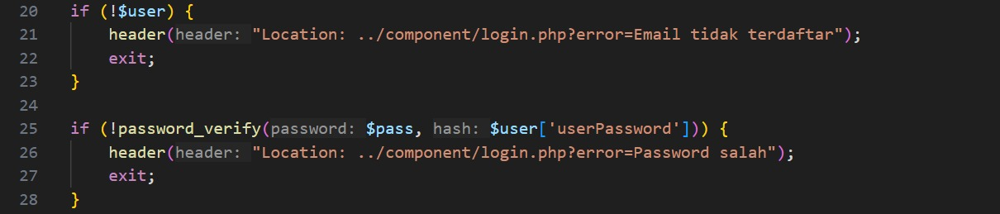 20 if (!$user) {
21     header(header: "Location: ../component/login.php?error=Email tidak terdaftar");
22     exit;
23 }
24
25 if (!password_verify(password: $pass, hash: $user['userPassword'])) {
26     header(header: "Location: ../component/login.php?error=Password salah");
27     exit;
28 }